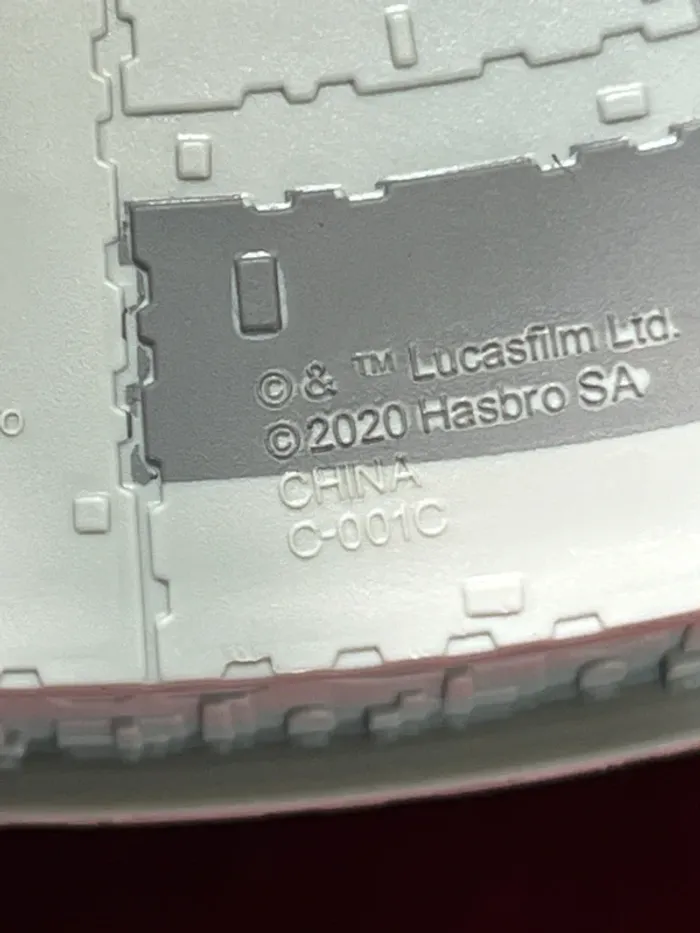 © & ™ Lucasfilm Ltd.
© 2020 Hasbro SA
CHINA
C-001C